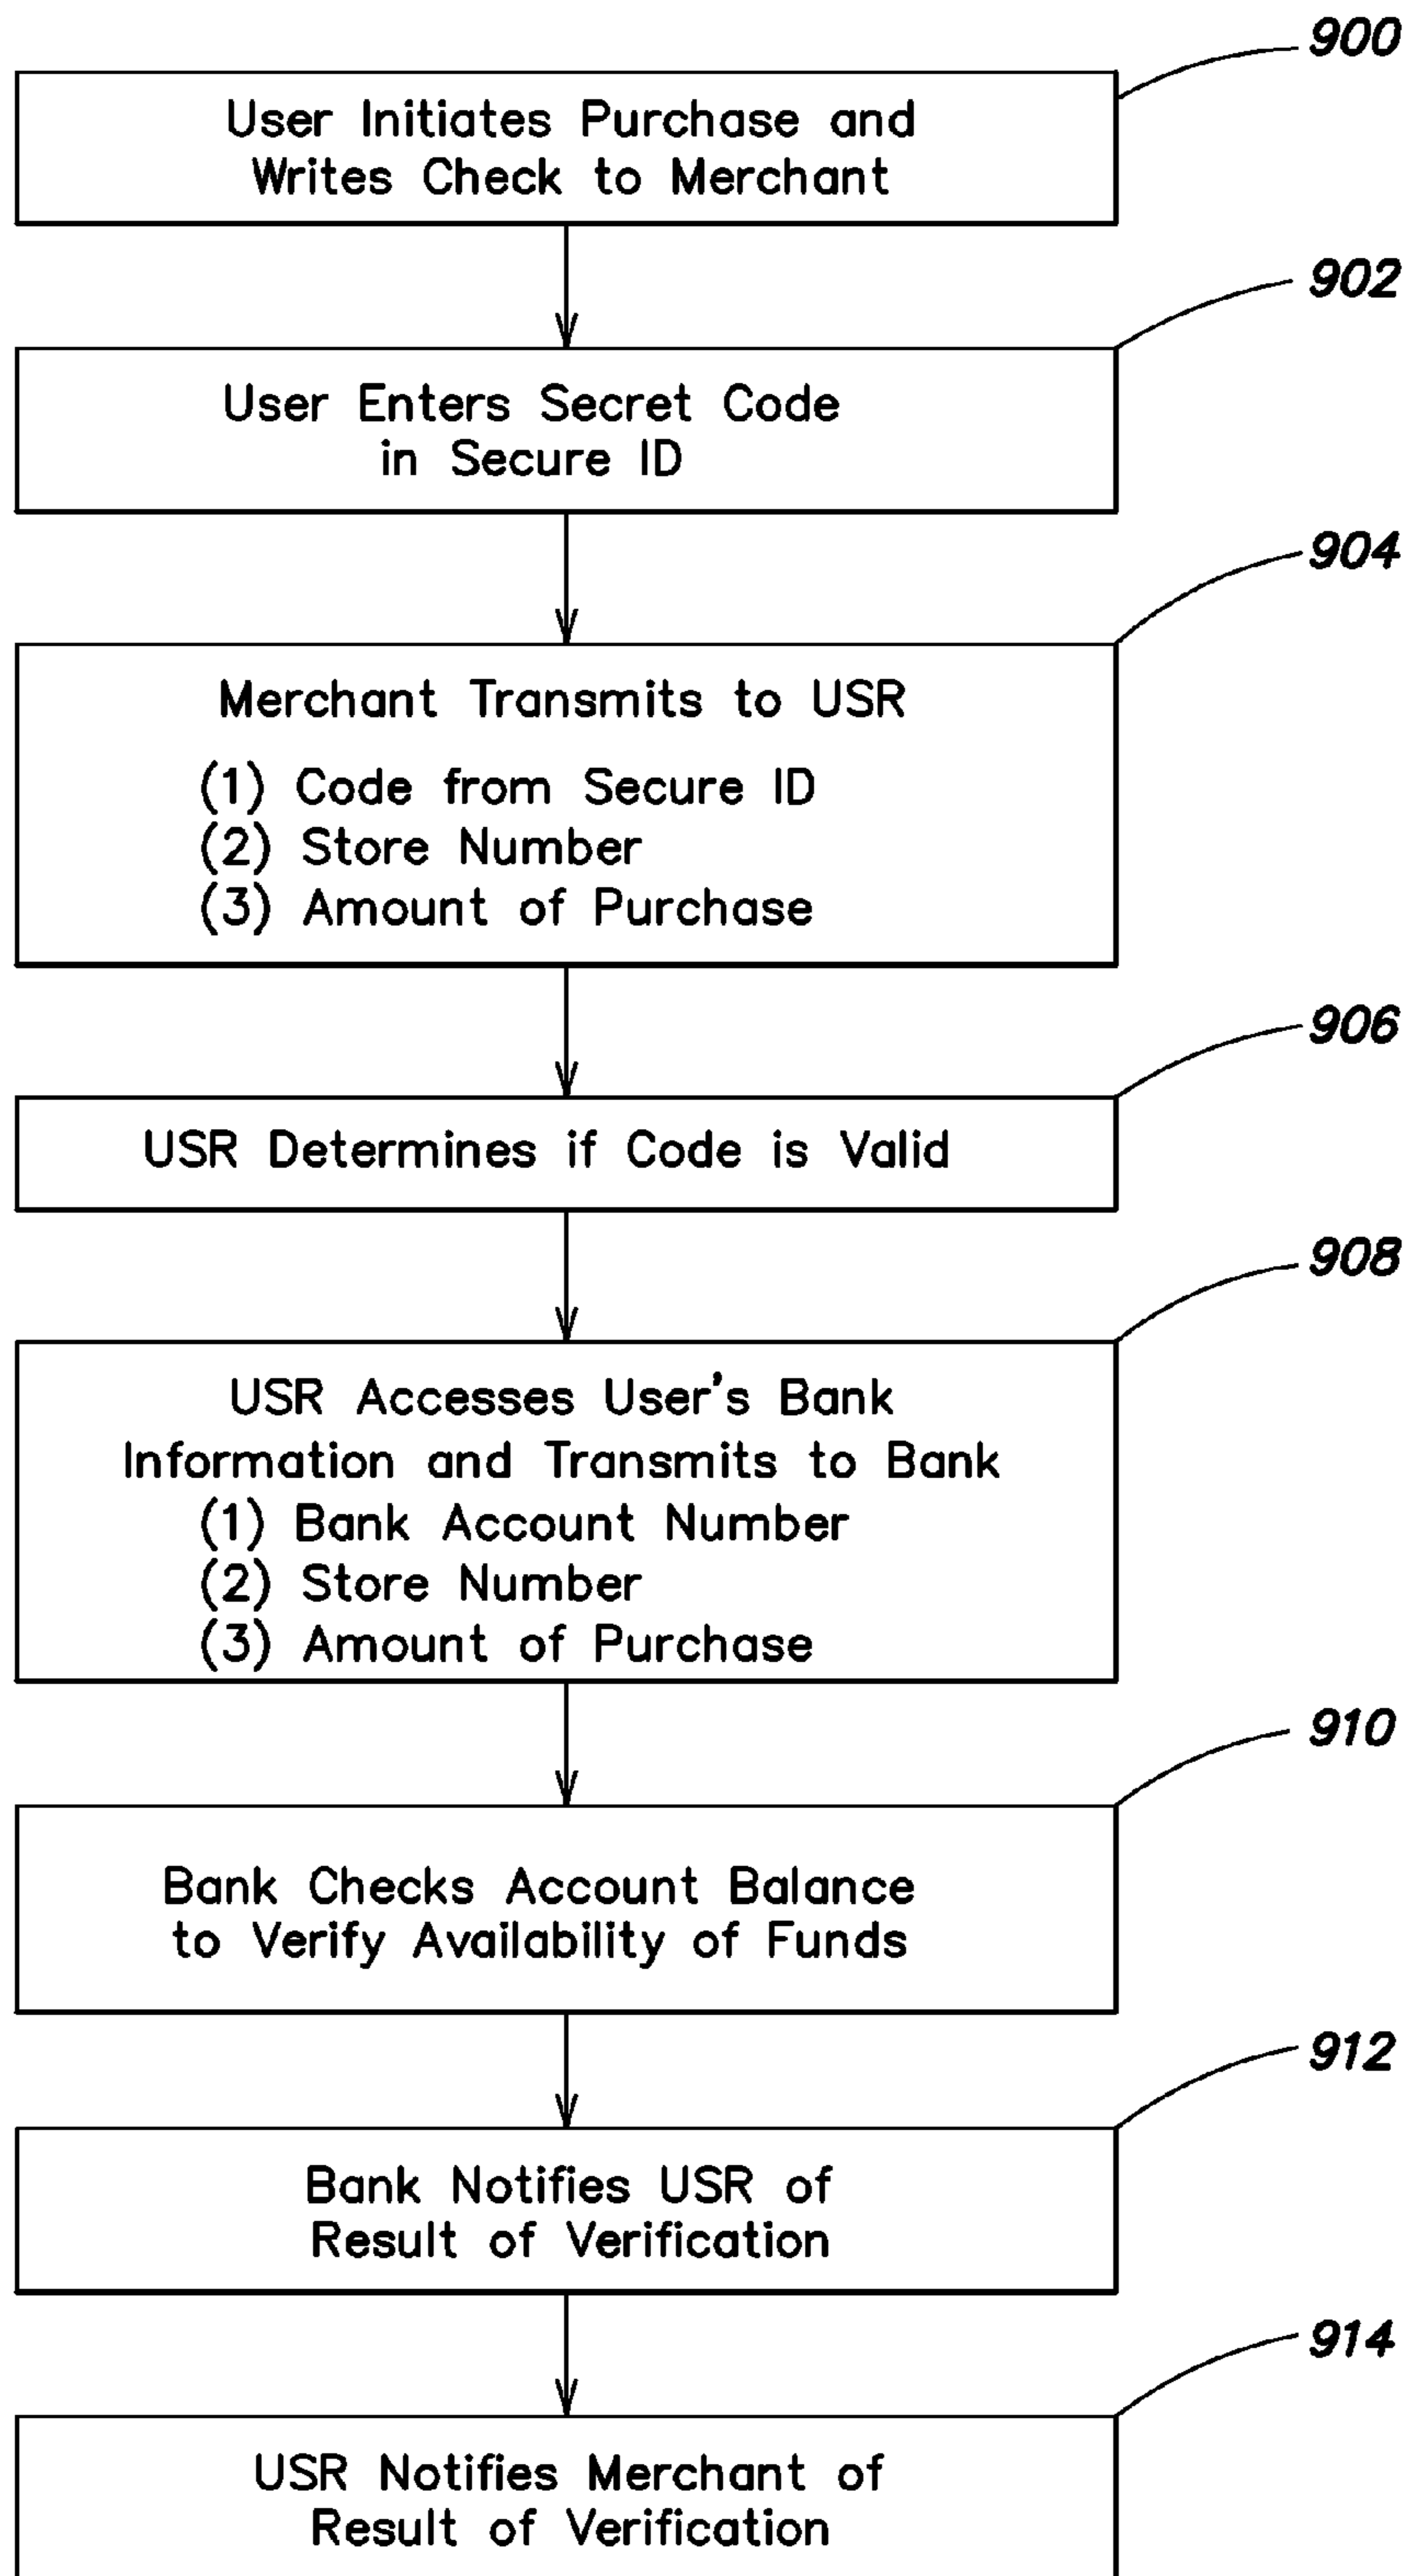 900
User Initiates Purchase and
Writes Check to Merchant
902
User Enters Secret Code
in Secure ID
904
Merchant Transmits to USR
(1) Code from Secure ID
(2) Store Number
(3) Amount of Purchase
906
USR Determines if Code is Valid
908
USR Accesses User's Bank
Information and Transmits to Bank
(1) Bank Account Number
(2) Store Number
(3) Amount of Purchase
910
Bank Checks Account Balance
to Verify Availability of Funds
912
Bank Notifies USR of
Result of Verification
914
USR Notifies Merchant of
Result of Verification